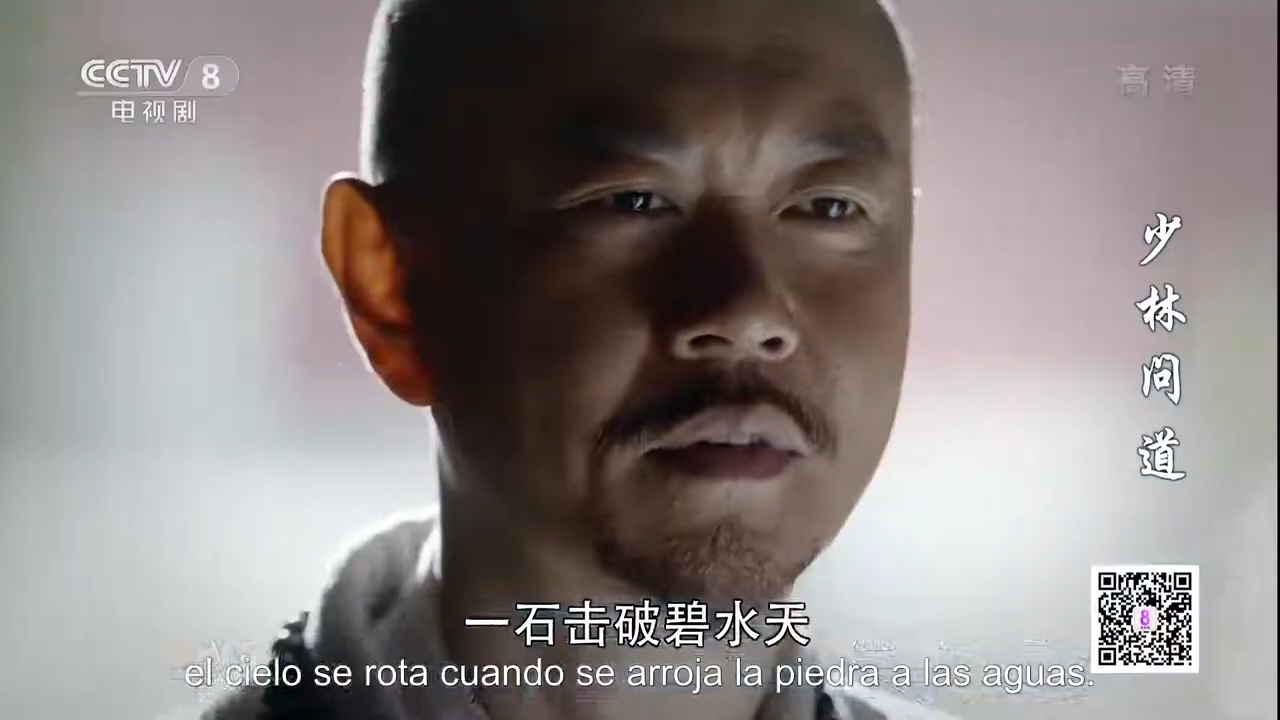 CCTV 8
电视剧
高清
少林问道
8
一石击破碧水天
el cielo se rota cuando se arroja la piedra a las aguas.